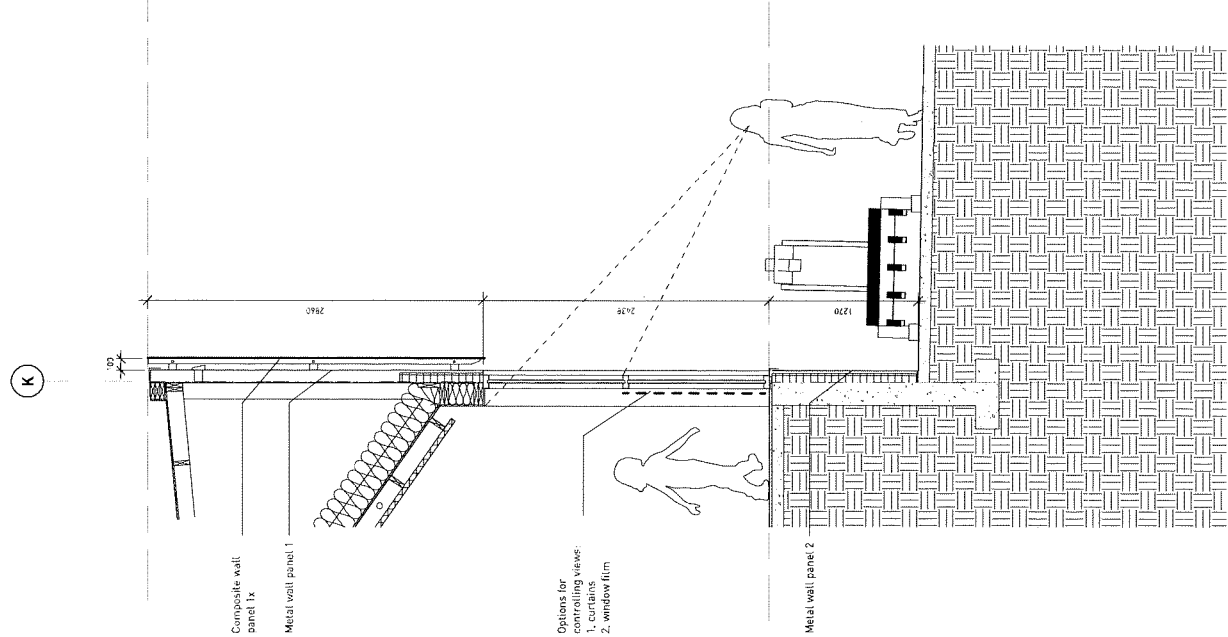 K
100
2860
2438
1270
Composite wall
panel 1x
Metal wall panel 1
Options for
controlling views:
1. curtains
2. window film
Metal wall panel 2